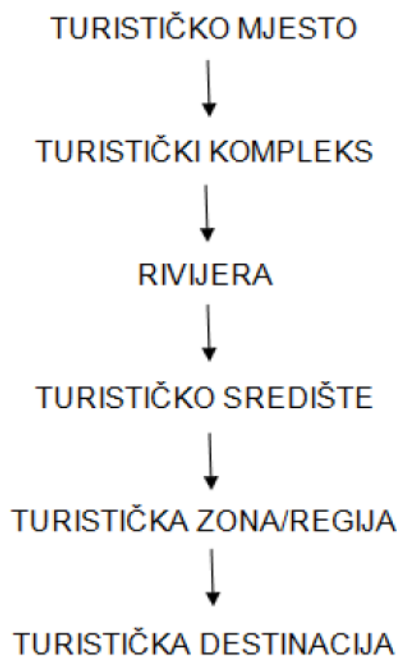 TURISTIČKO MJESTO
TURISTIČKI KOMPLEKS
RIVIJERA
TURISTIČKO SREDIŠTE
TURISTIČKA ZONA/REGIJA
TURISTIČKA DESTINACIJA